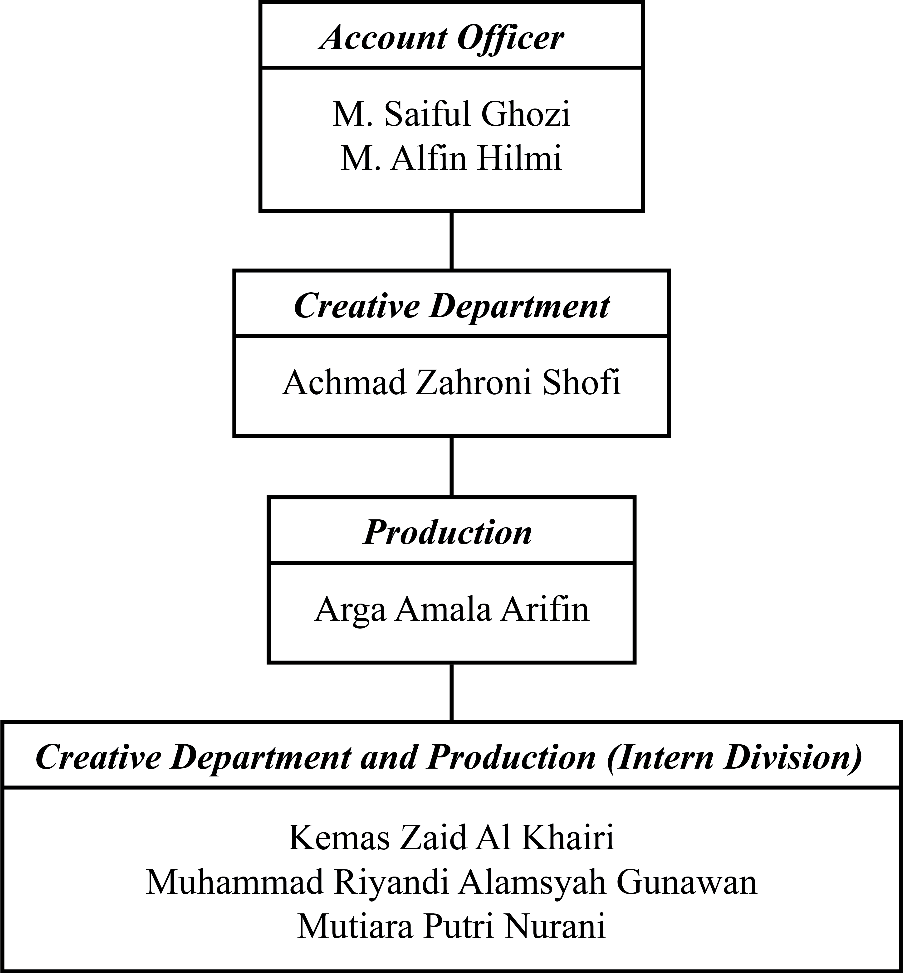 Account Officer
M. Saiful Ghozi
M. Alfin Hilmi
Creative Department
Achmad Zahroni Shofi
Production
Arga Amala Arifin
Creative Department and Production (Intern Division)
Kemas Zaid Al Khairi
Muhammad Riyandi Alamsyah Gunawan
Mutiara Putri Nurani